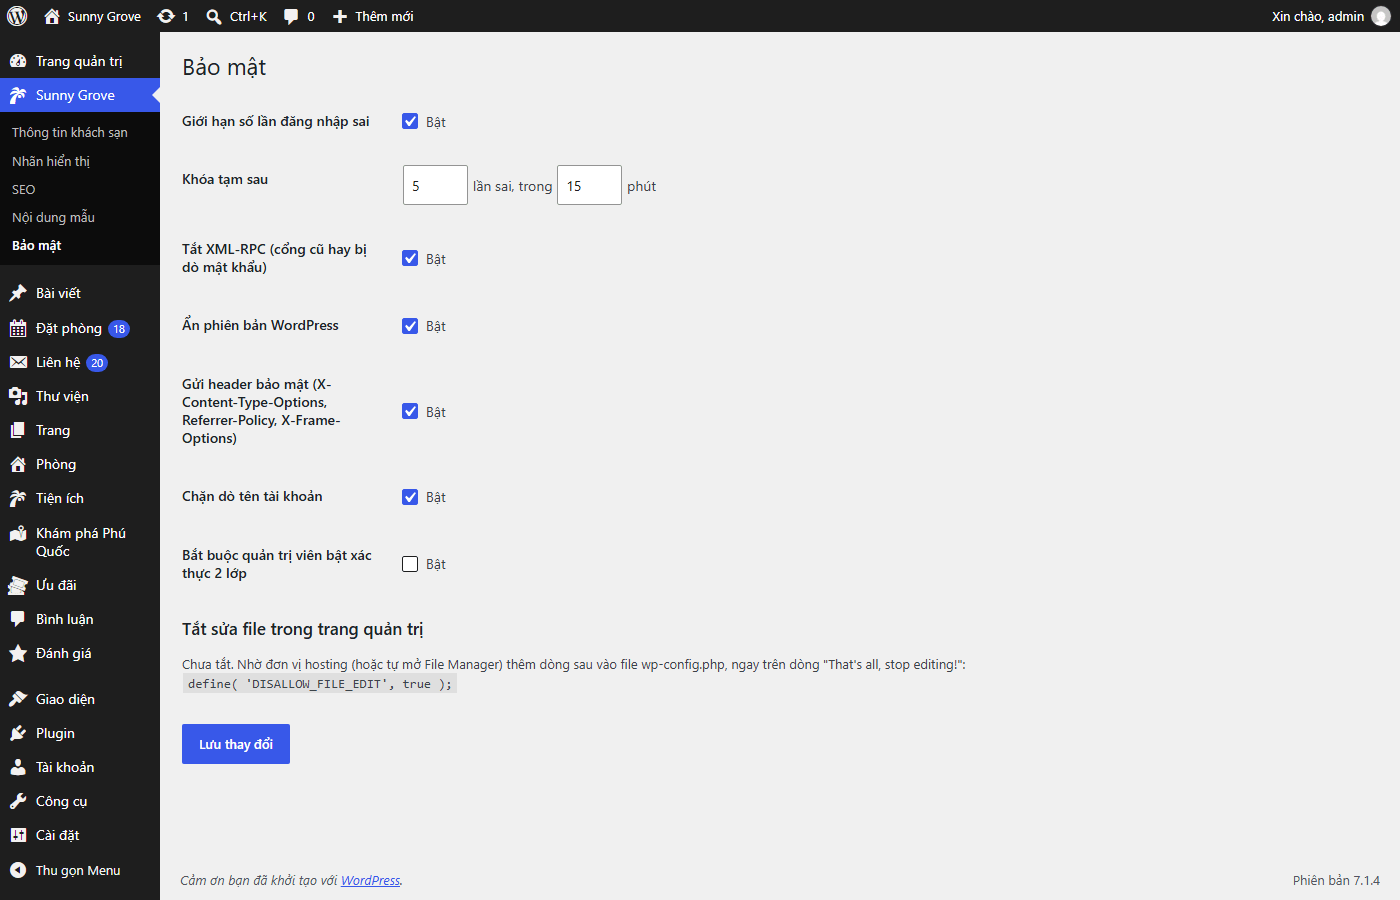 Sunny Grove
1
Ctrl+K
0
Thêm mới
Xin chào, admin
Trang quản trị
Sunny Grove
Thông tin khách sạn
Nhãn hiển thị
SEO
Nội dung mẫu
Bảo mật
Bài viết
Đặt phòng 18
Liên hệ 20
Thư viện
Trang
Phòng
Tiện ích
Khám phá Phú
Quốc
Ưu đãi
Bình luận
Đánh giá
Giao diện
Plugin
Tài khoản
Công cụ
Cài đặt
Thu gọn Menu
Bảo mật
Giới hạn số lần đăng nhập sai
Bật
Khóa tạm sau
5 lần sai, trong 15 phút
Tắt XML-RPC (cổng cũ hay bị
dò mật khẩu)
Bật
Ẩn phiên bản WordPress
Bật
Gửi header bảo mật (X-
Content-Type-Options,
Referrer-Policy, X-Frame-
Options)
Bật
Chặn dò tên tài khoản
Bật
Bắt buộc quản trị viên bật xác
thực 2 lớp
Bật
Tắt sửa file trong trang quản trị
Chưa tắt. Nhờ đơn vị hosting (hoặc tự mở File Manager) thêm dòng sau vào file wp-config.php, ngay trên dòng "That's all, stop editing!":
define( 'DISALLOW_FILE_EDIT', true );
Lưu thay đổi
Cảm ơn bạn đã khởi tạo với WordPress.
Phiên bản 7.1.4